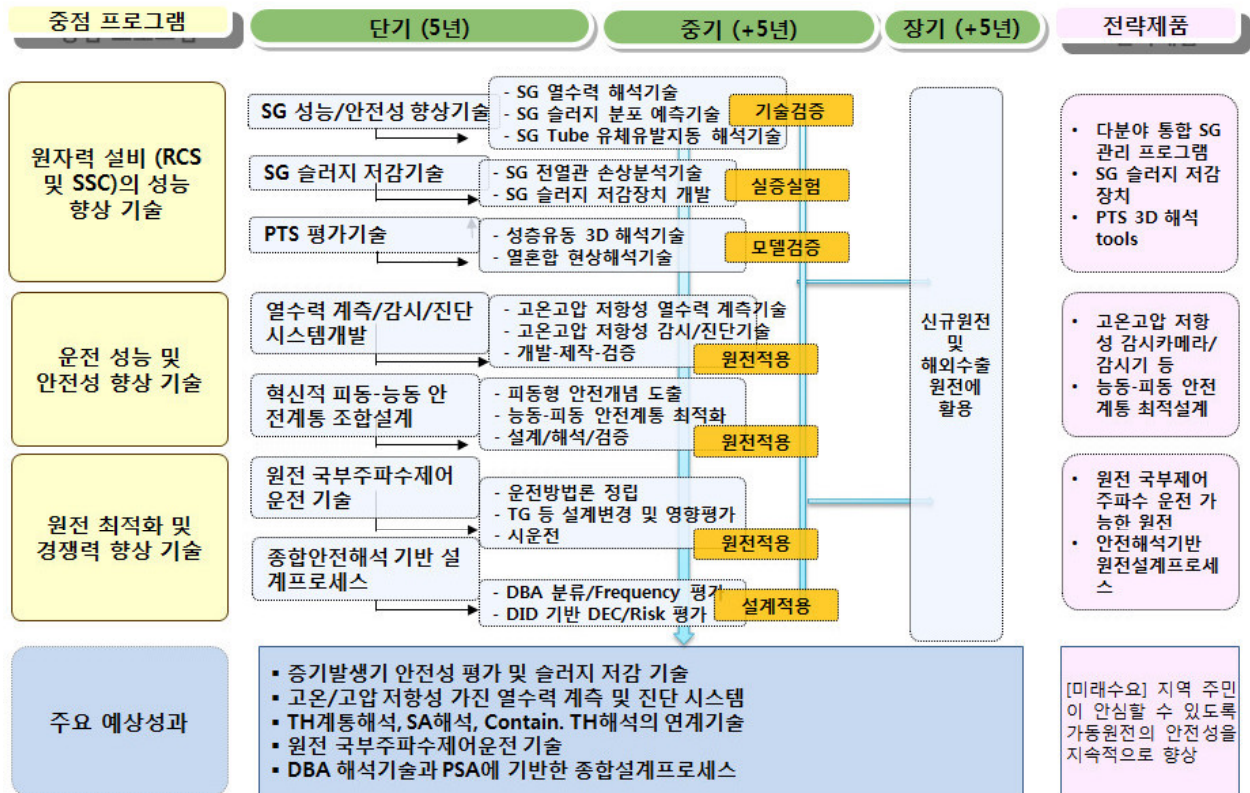 중점 프로그램
단기 (5년)
중기 (+5년)
장기 (+5년)
전략제품
원자력 설비 (RCS
및 SSC)의 성능
향상 기술
SG 성능/안전성 향상기술
- SG 열수력 해석기술
- SG 슬러지 분포 예측기술
- SG Tube 유체유발지동 해석기술
기술검증
SG 슬러지 저감기술
- SG 전열관 손상분석기술
- SG 슬러지 저감장치 개발
실증실험
PTS 평가기술
- 성층유동 3D 해석기술
- 열혼합 현상해석기술
모델검증
• 다분야 통합 SG
관리 프로그램
• SG 슬러지 저감
장치
• PTS 3D 해석
tools
운전 성능 및
안전성 향상 기술
열수력 계측/감시/진단
시스템개발
- 고온고압 저항성 열수력 계측기술
- 고온고압 저항성 감시/진단기술
- 개발-제작-검증
원전적용
혁신적 피동-능동 안
전계통 조합설계
- 피동형 안전개념 도출
- 능동-피동 안전계통 최적화
- 설계/해석/검증
원전적용
신규원전
및
해외수출
원전에
활용
• 고온고압 저항
성 감시카메라/
감시기 등
• 능동-피동 안전
계통 최적설계
원전 최적화 및
경쟁력 향상 기술
원전 국부주파수제어
운전 기술
- 운전방법론 정립
- TG 등 설계변경 및 영향평가
- 시운전
원전적용
종합안전해석 기반 설
계프로세스
- DBA 분류/Frequency 평가
- DID 기반 DEC/Risk 평가
설계적용
• 원전 국부제어
주파수 운전 가
능한 원전
• 안전해석기반
원전설계프로세
스
주요 예상성과
▪ 증기발생기 안전성 평가 및 슬러지 저감 기술
▪ 고온/고압 저항성 가진 열수력 계측 및 진단 시스템
▪ TH계통해석, SA해석, Contain. TH해석의 연계기술
▪ 원전 국부주파수제어운전 기술
▪ DBA 해석기술과 PSA에 기반한 종합설계프로세스
[미래수요] 지역 주민
이 안심할 수 있도록
가동원전의 안전성을
지속적으로 향상